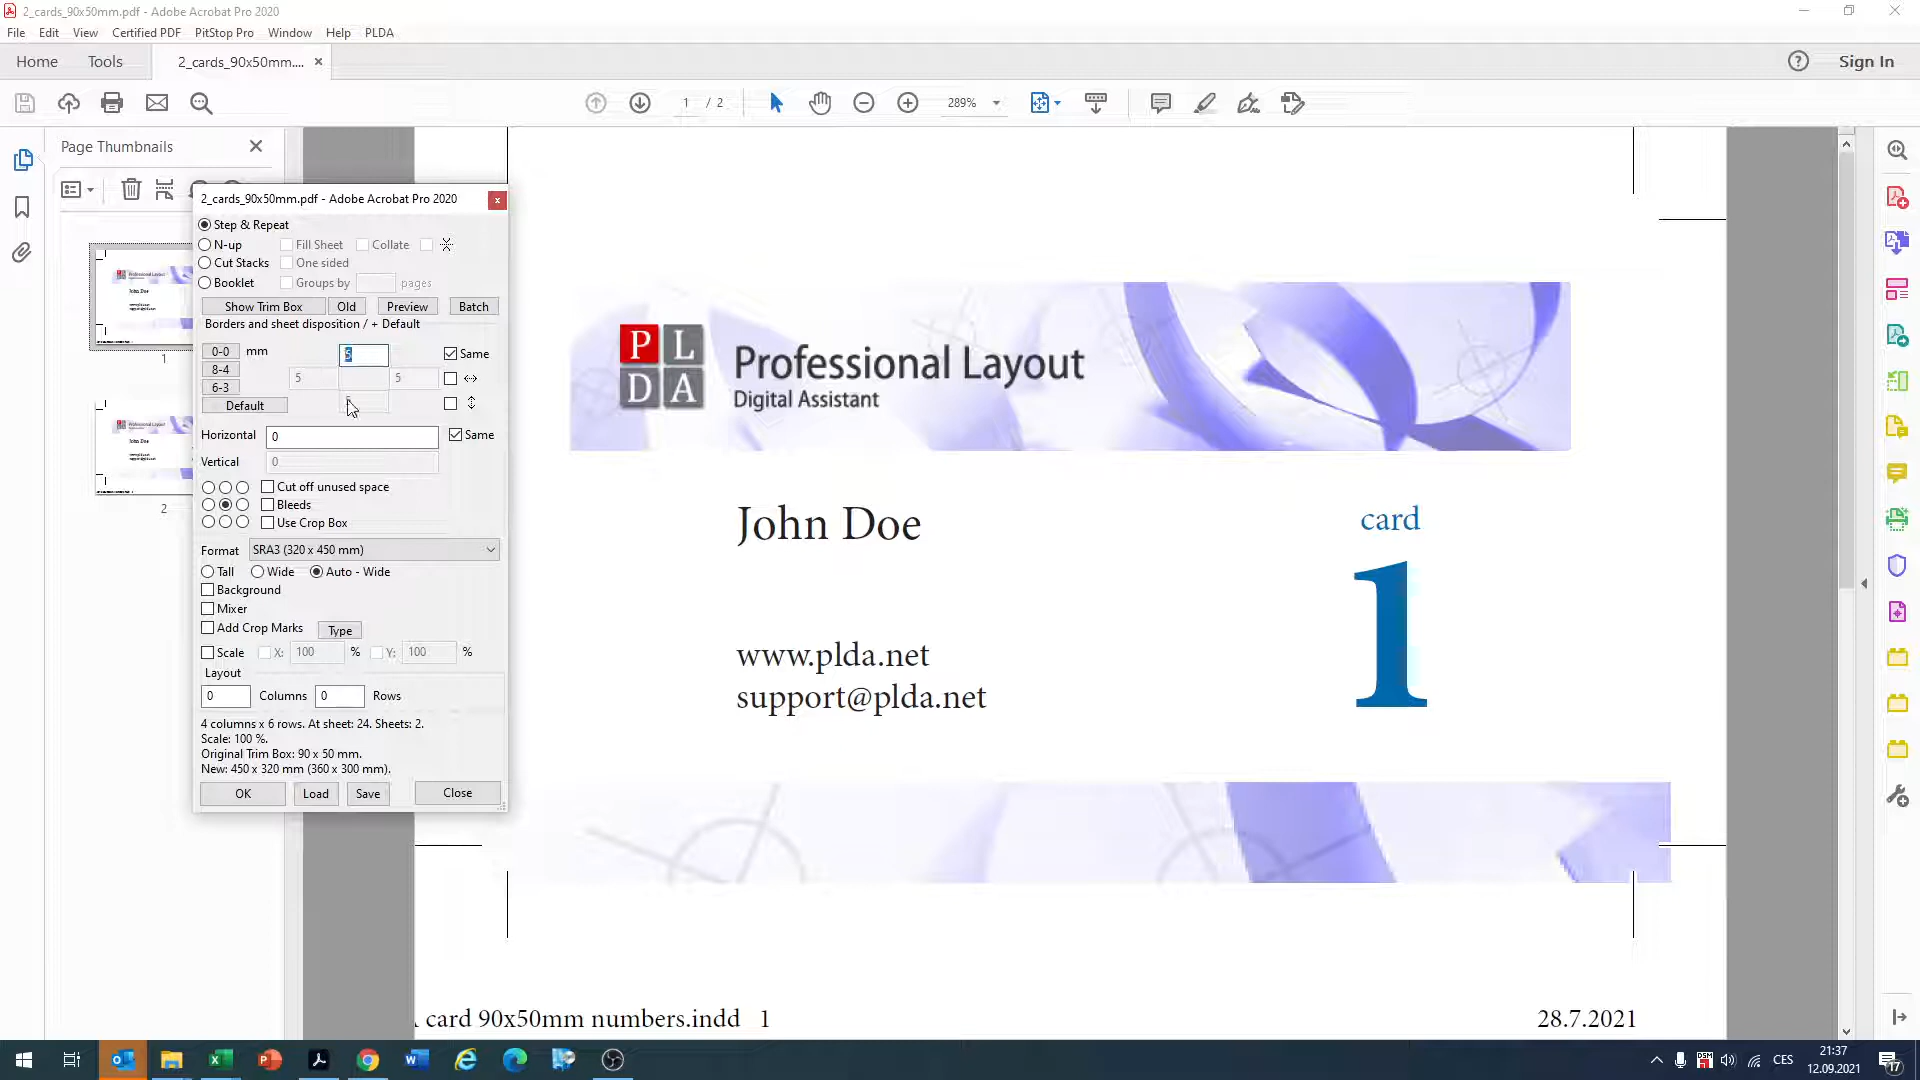 2_cards_90x50mm.pdf - Adobe Acrobat Pro 2020
File Edit View Certified PDF PitStop Pro Window Help PLDA
Home Tools 2_cards_90x50mm.... Sign In
1 / 2 289%
Page Thumbnails
1
2
2_cards_90x50mm.pdf - Adobe Acrobat Pro 2020
Step & Repeat
N-up Fill Sheet Collate
Cut Stacks One sided
Booklet Groups by pages
Show Trim Box Old Preview Batch
Borders and sheet disposition / + Default
0-0 mm 5 Same
8-4 5 5
6-3
Default
Horizontal 0 Same
Vertical 0
Cut off unused space
Bleeds
Use Crop Box
Format SRA3 (320 x 450 mm)
Tall Wide Auto - Wide
Background
Mixer
Add Crop Marks Type
Scale X: 100 % Y: 100 %
Layout
0 Columns 0 Rows
4 columns x 6 rows. At sheet: 24. Sheets: 2.
Scale: 100 %.
Original Trim Box: 90 x 50 mm.
New: 450 x 320 mm (360 x 300 mm).
OK Load Save Close
PLDA
Professional Layout
Digital Assistant
John Doe
card
1
www.plda.net
support@plda.net
card 90x50mm numbers.indd 1
28.7.2021
CES
21:37
12.09.2021
17